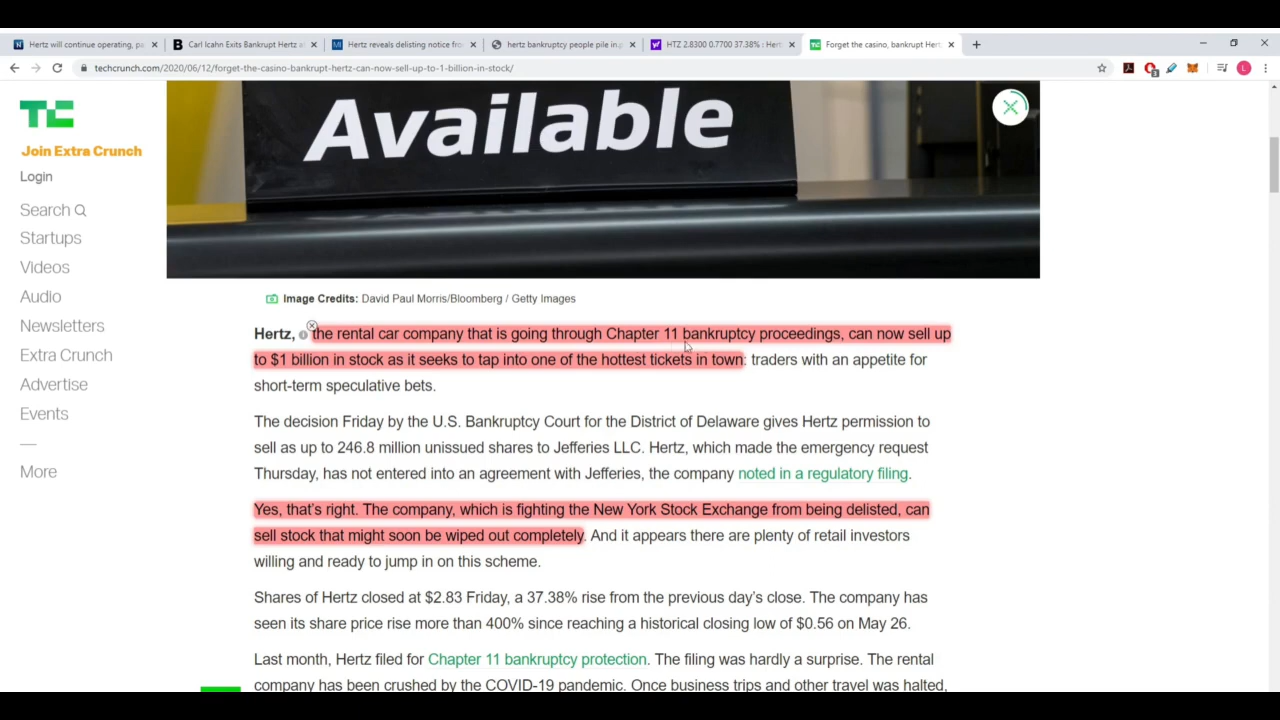 Hertz will continue operating, pa
Carl Icahn Exits Bankrupt Hertz at
MI Hertz reveals delisting notice from
hertz bankruptcy people pile in.p
HTZ 2.8300 0.7700 37.38% : Hert
Forget the casino, bankrupt Hert
techcrunch.com/2020/06/12/forget-the-casino-bankrupt-hertz-can-now-sell-up-to-1-billion-in-stock/
3
L
TC
Join Extra Crunch
Login
Search
Startups
Videos
Audio
Newsletters
Extra Crunch
Advertise
Events
More
Available
Image Credits: David Paul Morris/Bloomberg / Getty Images
Hertz, the rental car company that is going through Chapter 11 bankruptcy proceedings, can now sell up
to $1 billion in stock as it seeks to tap into one of the hottest tickets in town: traders with an appetite for
short-term speculative bets.
The decision Friday by the U.S. Bankruptcy Court for the District of Delaware gives Hertz permission to
sell as up to 246.8 million unissued shares to Jefferies LLC. Hertz, which made the emergency request
Thursday, has not entered into an agreement with Jefferies, the company noted in a regulatory filing.
Yes, that's right. The company, which is fighting the New York Stock Exchange from being delisted, can
sell stock that might soon be wiped out completely. And it appears there are plenty of retail investors
willing and ready to jump in on this scheme.
Shares of Hertz closed at $2.83 Friday, a 37.38% rise from the previous day's close. The company has
seen its share price rise more than 400% since reaching a historical closing low of $0.56 on May 26.
Last month, Hertz filed for Chapter 11 bankruptcy protection. The filing was hardly a surprise. The rental
company has been crushed by the COVID-19 pandemic. Once business trips and other travel was halted,